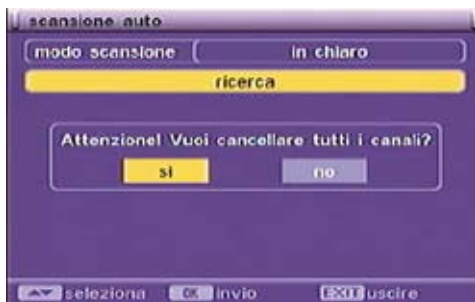 scansione auto
modo scansione in chiaro
ricerca
Attenzione! Vuoi cancellare tutti i canali?
si no
seleziona OK invio EXIT uscire